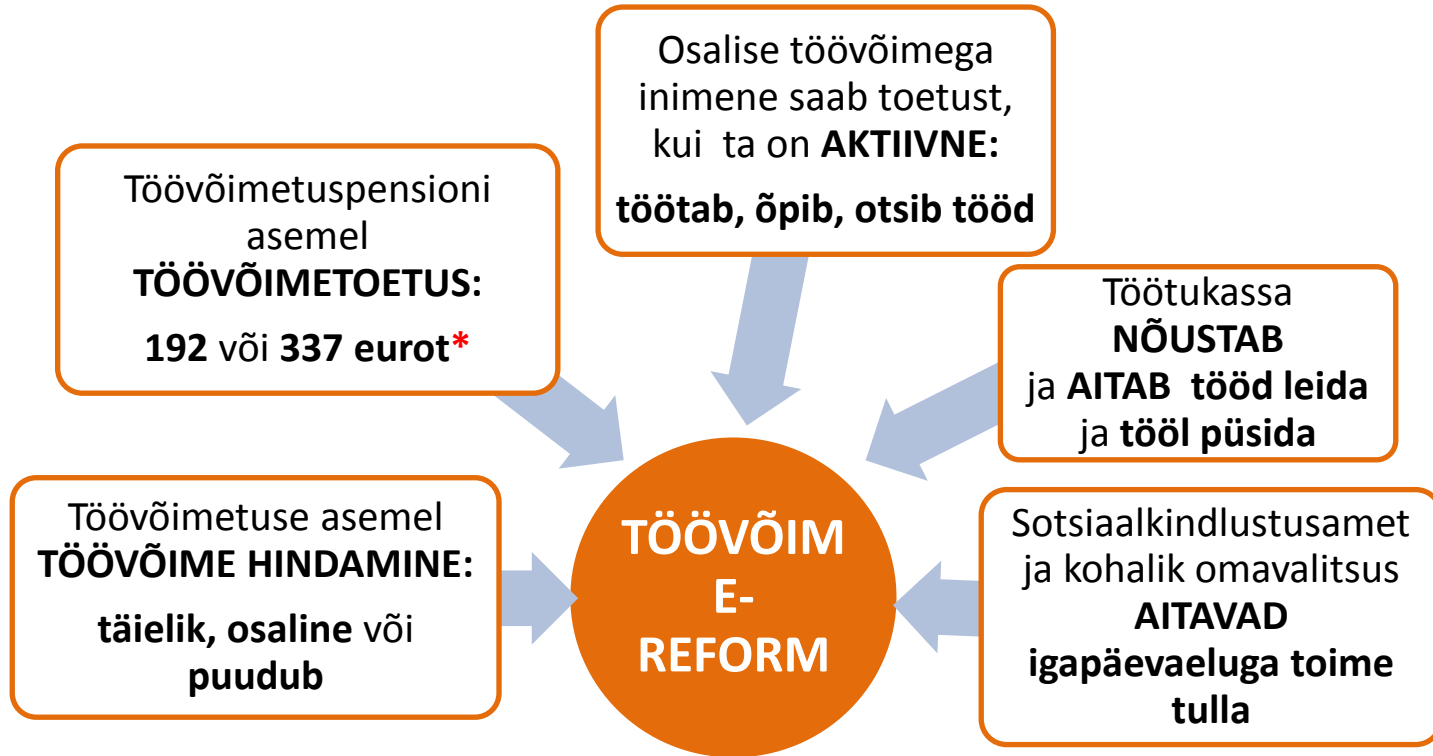 Osalise töövõimega
inimene saab toetust,
kui ta on AKTIIVNE:
töötab, õpib, otsib tööd
Töövõimetuspensioni
asemel
TÖÖVÕIMETOETUS:
192 või 337 eurot*
Töötukassa
NÕUSTAB
ja AITAB tööd leida
ja tööl püsida
Töövõimetuse asemel
TÖÖVÕIME HINDAMINE:
täielik, osaline või
puudub
TÖÖVÕIM
E-
REFORM
Sotsiaalkindlustusamet
ja kohalik omavalitsus
AITAVAD
igapäevaeluga toime
tulla